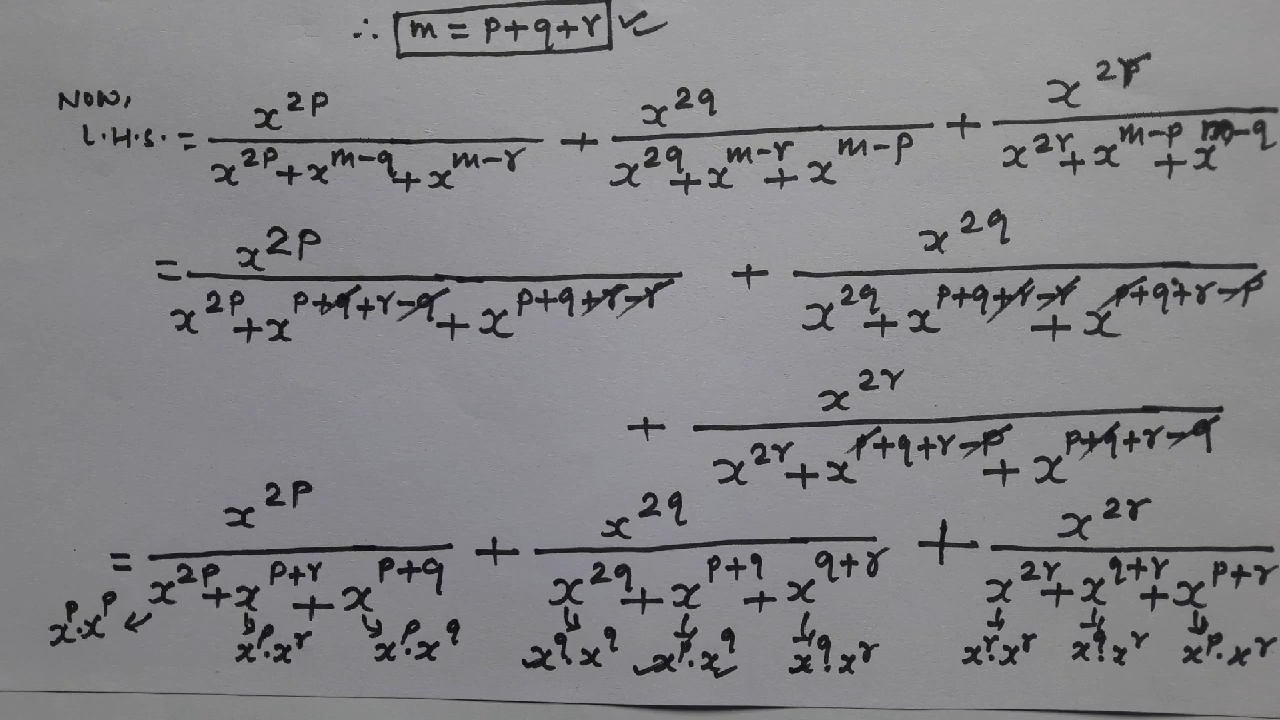 ∴ m = p+q+r ✓
Now,
L.H.S. = x^2p / (x^2p + x^m-q + x^m-r) + x^2q / (x^2q + x^m-r + x^m-p) + x^2r / (x^2r + x^m-p + x^m-q)
= x^2p / (x^2p + x^p+q+r-q + x^p+q+r-r) + x^2q / (x^2q + x^p+q+r-r + x^p+q+r-p)
+ x^2r / (x^2r + x^p+q+r-p + x^p+q+r-q)
= x^2p / (x^2p + x^p+r + x^p+q) + x^2q / (x^2q + x^p+q + x^q+r) + x^2r / (x^2r + x^q+r + x^p+r)
x^p.x^p ↙ ↓ x^p.x^r ↘ x^p.x^q ↓ x^q.x^q ↓ x^p.x^q ↓ x^q.x^r ↓ x^r.x^r ↓ x^q.x^r ↓ x^p.x^r